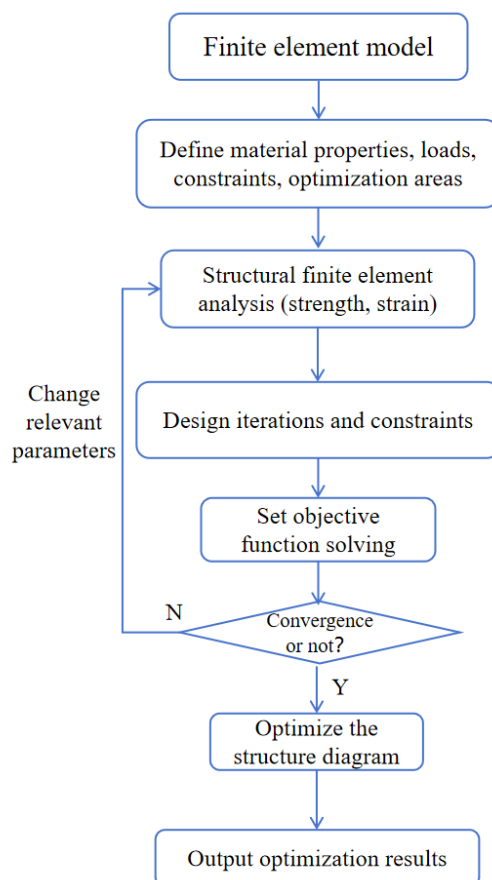 Finite element model
Define material properties, loads,
constraints, optimization areas
Structural finite element
analysis (strength, strain)
Change
relevant
parameters
Design iterations and constraints
Set objective
function solving
N
Convergence
or not?
Y
Optimize the
structure diagram
Output optimization results